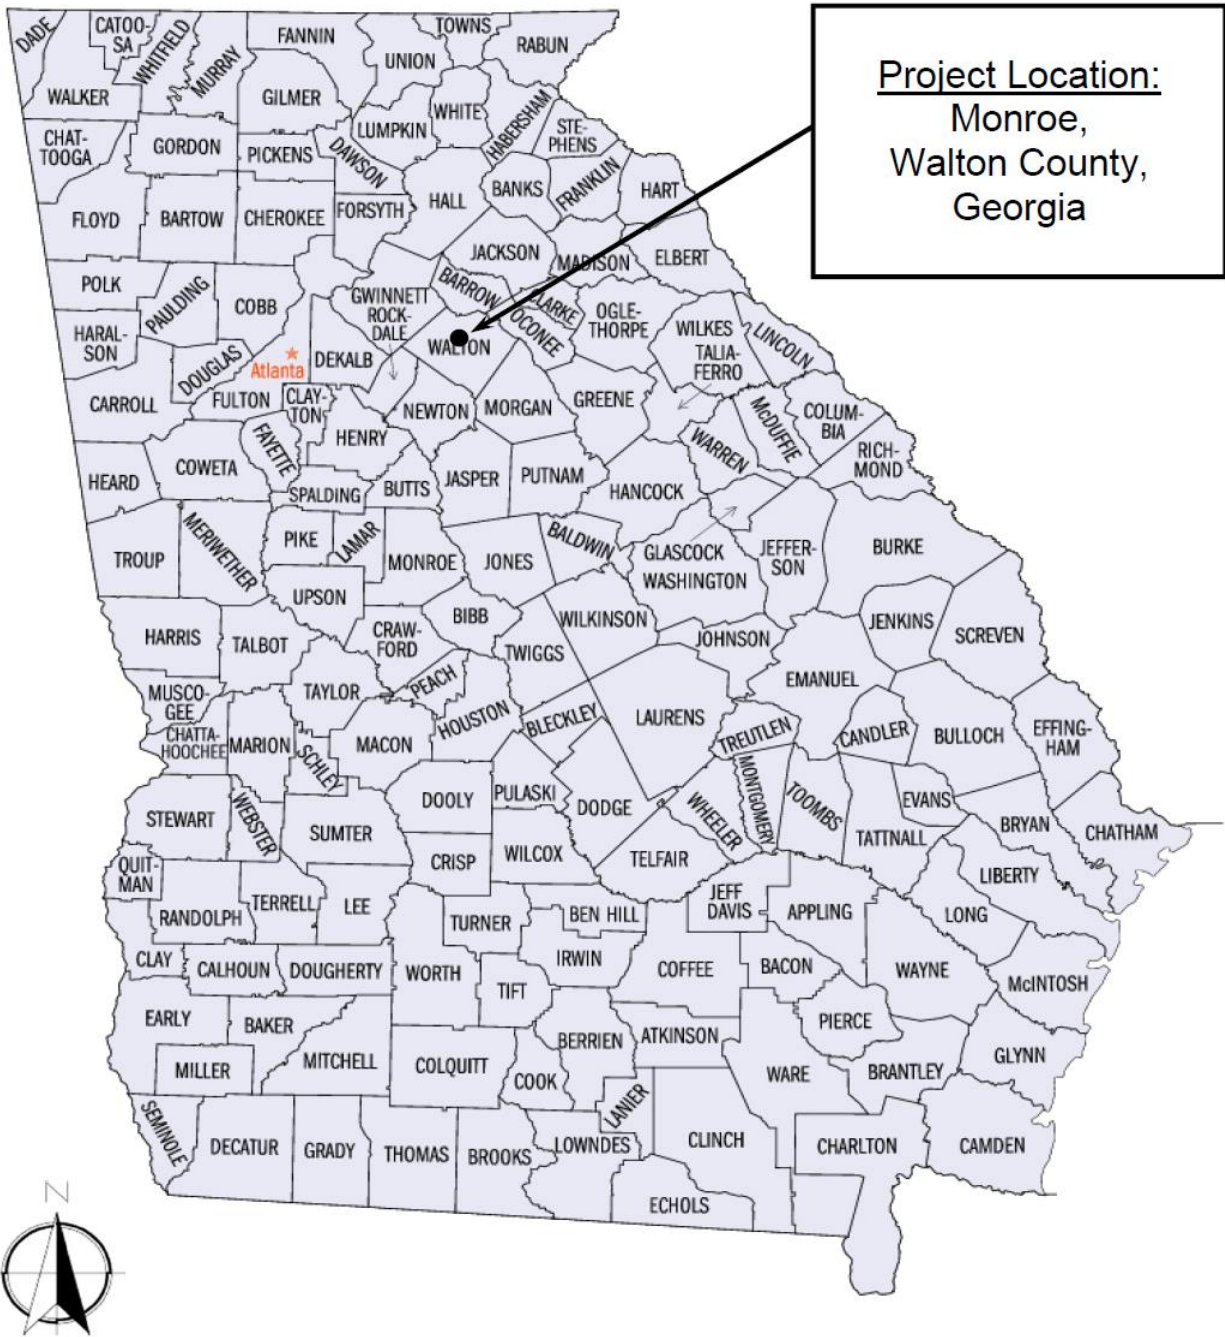 Project Location:
Monroe,
Walton County,
Georgia
DADE
CATOO-
SA
WHITFIELD
MURRAY
FANNIN
UNION
TOWNS
RABUN
WALKER
GILMER
LUMPKIN
WHITE
HABERSHAM
STE-
PHENS
CHAT-
TOOGA
GORDON
PICKENS
DAWSON
HALL
BANKS
FRANKLIN
HART
FLOYD
BARTOW
CHEROKEE
FORSYTH
JACKSON
MADISON
ELBERT
POLK
PAULDING
COBB
GWINNETT
BARROW
CLARKE
OCONEE
OGLE-
THORPE
WILKES
LINCOLN
HARAL-
SON
DOUGLAS
Atlanta
DEKALB
ROCK-
DALE
WALTON
TALIA-
FERRO
CARROLL
FULTON
CLAY-
TON
HENRY
NEWTON
MORGAN
GREENE
McDUFFIE
COLUM-
BIA
HEARD
COWETA
FAYETTE
SPALDING
BUTTS
JASPER
PUTNAM
HANCOCK
WARREN
RICH-
MOND
TROUP
MERIWETHER
PIKE
LAMAR
MONROE
JONES
BALDWIN
GLASCOCK
WASHINGTON
JEFFER-
SON
BURKE
UPSON
BIBB
WILKINSON
JENKINS
SCREVEN
HARRIS
TALBOT
CRAW-
FORD
TWIGGS
JOHNSON
EMANUEL
MUSCO-
GEE
TAYLOR
PEACH
HOUSTON
BLECKLEY
LAURENS
TREUTLEN
CANDLER
BULLOCH
EFFING-
HAM
CHATTA-
HOOCHEE
MARION
SCHLEY
MACON
DOOLY
PULASKI
DODGE
WHEELER
MONTGOMERY
TOOMBS
EVANS
STEWART
WEBSTER
SUMTER
CRISP
WILCOX
TELFAIR
TATTNALL
BRYAN
CHATHAM
QUIT-
MAN
RANDOLPH
TERRELL
LEE
TURNER
BEN HILL
JEFF
DAVIS
APPLING
LONG
LIBERTY
CLAY
CALHOUN
DOUGHERTY
WORTH
TIFT
IRWIN
COFFEE
BACON
WAYNE
McINTOSH
EARLY
BAKER
MITCHELL
COLQUITT
BERRIEN
ATKINSON
PIERCE
GLYNN
MILLER
COOK
LANIER
WARE
BRANTLEY
SEMINOLE
DECATUR
GRADY
THOMAS
BROOKS
LOWNDES
CLINCH
CHARLTON
CAMDEN
ECHOLS
N